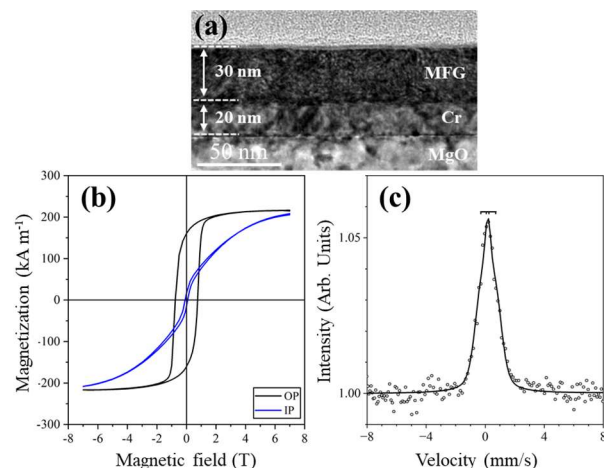 (a)
30 nm
MFG
20 nm
Cr
50 nm
MgO
(b)
Magnetization (kA m⁻¹)
300
200
100
0
-100
-200
-300
-8 -6 -4 -2 0 2 4 6 8
Magnetic field (T)
OP
IP
(c)
Intensity (Arb. Units)
1.05
1.00
-8 -4 0 4 8
Velocity (mm/s)